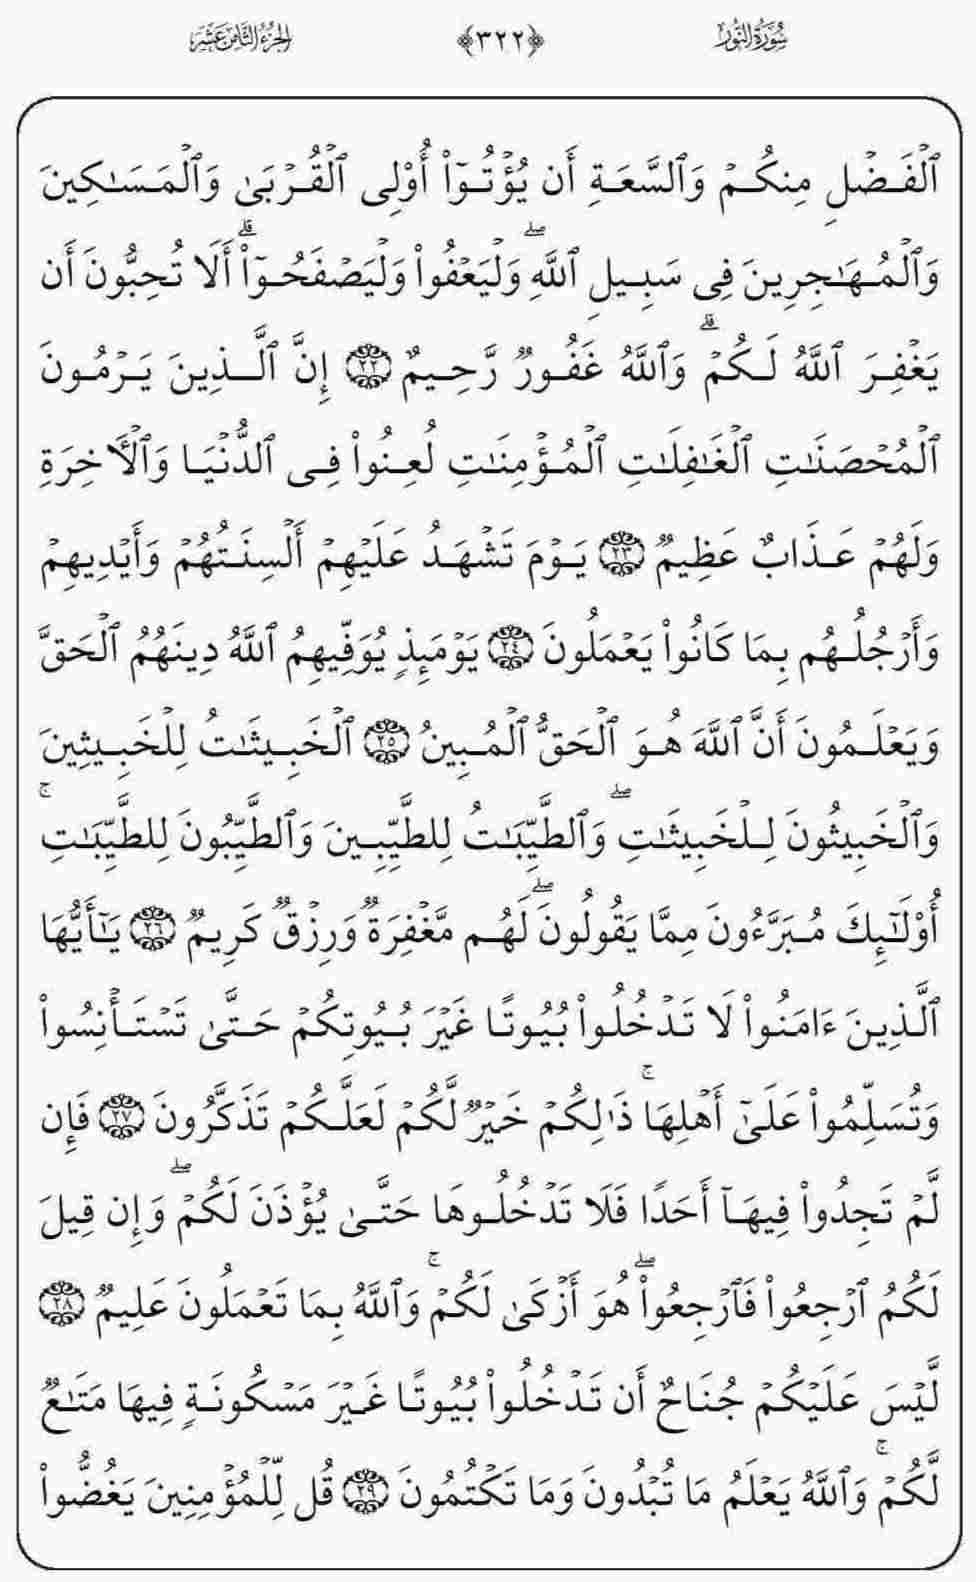 سُورَةُ النُّورِ ﴿٣٢٢﴾ الجُزْءُ الثَّامِنَ عَشَرَ
ٱلۡفَضۡلِ مِنكُمۡ وَٱلسَّعَةِ أَن يُؤۡتُوٓاْ أُوْلِي ٱلۡقُرۡبَىٰ وَٱلۡمَسَٰكِينَ
وَٱلۡمُهَٰجِرِينَ فِي سَبِيلِ ٱللَّهِۖ وَلۡيَعۡفُواْ وَلۡيَصۡفَحُوٓاْۗ أَلَا تُحِبُّونَ أَن
يَغۡفِرَ ٱللَّهُ لَكُمۡۗ وَٱللَّهُ غَفُورٞ رَّحِيمٌ ٢٢ إِنَّ ٱلَّذِينَ يَرۡمُونَ
ٱلۡمُحۡصَنَٰتِ ٱلۡغَٰفِلَٰتِ ٱلۡمُؤۡمِنَٰتِ لُعِنُواْ فِي ٱلدُّنۡيَا وَٱلۡأٓخِرَةِ
وَلَهُمۡ عَذَابٌ عَظِيمٞ ٢٣ يَوۡمَ تَشۡهَدُ عَلَيۡهِمۡ أَلۡسِنَتُهُمۡ وَأَيۡدِيهِمۡ
وَأَرۡجُلُهُم بِمَا كَانُواْ يَعۡمَلُونَ ٢٤ يَوۡمَئِذٖ يُوَفِّيهِمُ ٱللَّهُ دِينَهُمُ ٱلۡحَقَّ
وَيَعۡلَمُونَ أَنَّ ٱللَّهَ هُوَ ٱلۡحَقُّ ٱلۡمُبِينُ ٢٥ ٱلۡخَبِيثَٰتُ لِلۡخَبِيثِينَ
وَٱلۡخَبِيثُونَ لِلۡخَبِيثَٰتِۖ وَٱلطَّيِّبَٰتُ لِلطَّيِّبِينَ وَٱلطَّيِّبُونَ لِلطَّيِّبَٰتِۚ
أُوْلَٰٓئِكَ مُبَرَّءُونَ مِمَّا يَقُولُونَۖ لَهُم مَّغۡفِرَةٞ وَرِزۡقٞ كَرِيمٞ ٢٦ يَٰٓأَيُّهَا
ٱلَّذِينَ ءَامَنُواْ لَا تَدۡخُلُواْ بُيُوتًا غَيۡرَ بُيُوتِكُمۡ حَتَّىٰ تَسۡتَأۡنِسُواْ
وَتُسَلِّمُواْ عَلَىٰٓ أَهۡلِهَاۚ ذَٰلِكُمۡ خَيۡرٞ لَّكُمۡ لَعَلَّكُمۡ تَذَكَّرُونَ ٢٧ فَإِن
لَّمۡ تَجِدُواْ فِيهَآ أَحَدٗا فَلَا تَدۡخُلُوهَا حَتَّىٰ يُؤۡذَنَ لَكُمۡۖ وَإِن قِيلَ
لَكُمُ ٱرۡجِعُواْ فَٱرۡجِعُواْۖ هُوَ أَزۡكَىٰ لَكُمۡۚ وَٱللَّهُ بِمَا تَعۡمَلُونَ عَلِيمٞ ٢٨
لَّيۡسَ عَلَيۡكُمۡ جُنَاحٌ أَن تَدۡخُلُواْ بُيُوتًا غَيۡرَ مَسۡكُونَةٖ فِيهَا مَتَٰعٞ
لَّكُمۡۚ وَٱللَّهُ يَعۡلَمُ مَا تُبۡدُونَ وَمَا تَكۡتُمُونَ ٢٩ قُل لِّلۡمُؤۡمِنِينَ يَغُضُّواْ